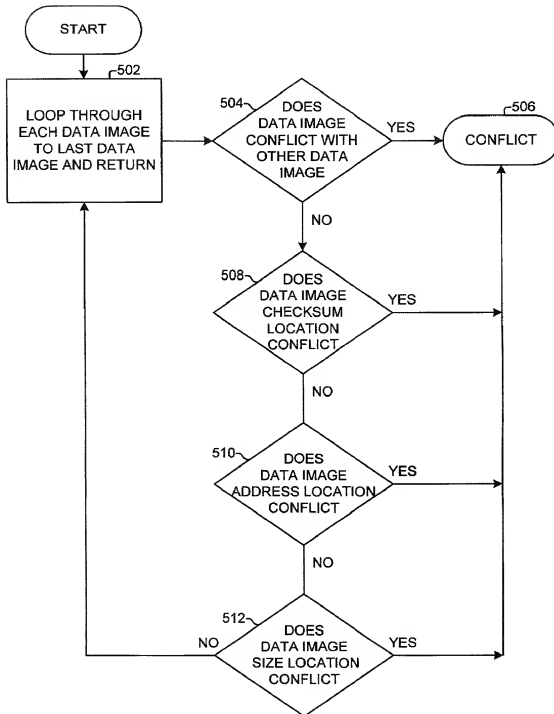 START
502
LOOP THROUGH
EACH DATA IMAGE
TO LAST DATA
IMAGE AND RETURN
504
DOES
DATA IMAGE
CONFLICT WITH
OTHER DATA
IMAGE
YES
506
CONFLICT
NO
508
DOES
DATA IMAGE
CHECKSUM
LOCATION
CONFLICT
YES
NO
510
DOES
DATA IMAGE
ADDRESS LOCATION
CONFLICT
YES
NO
512
DOES
DATA IMAGE
SIZE LOCATION
CONFLICT
NO
YES